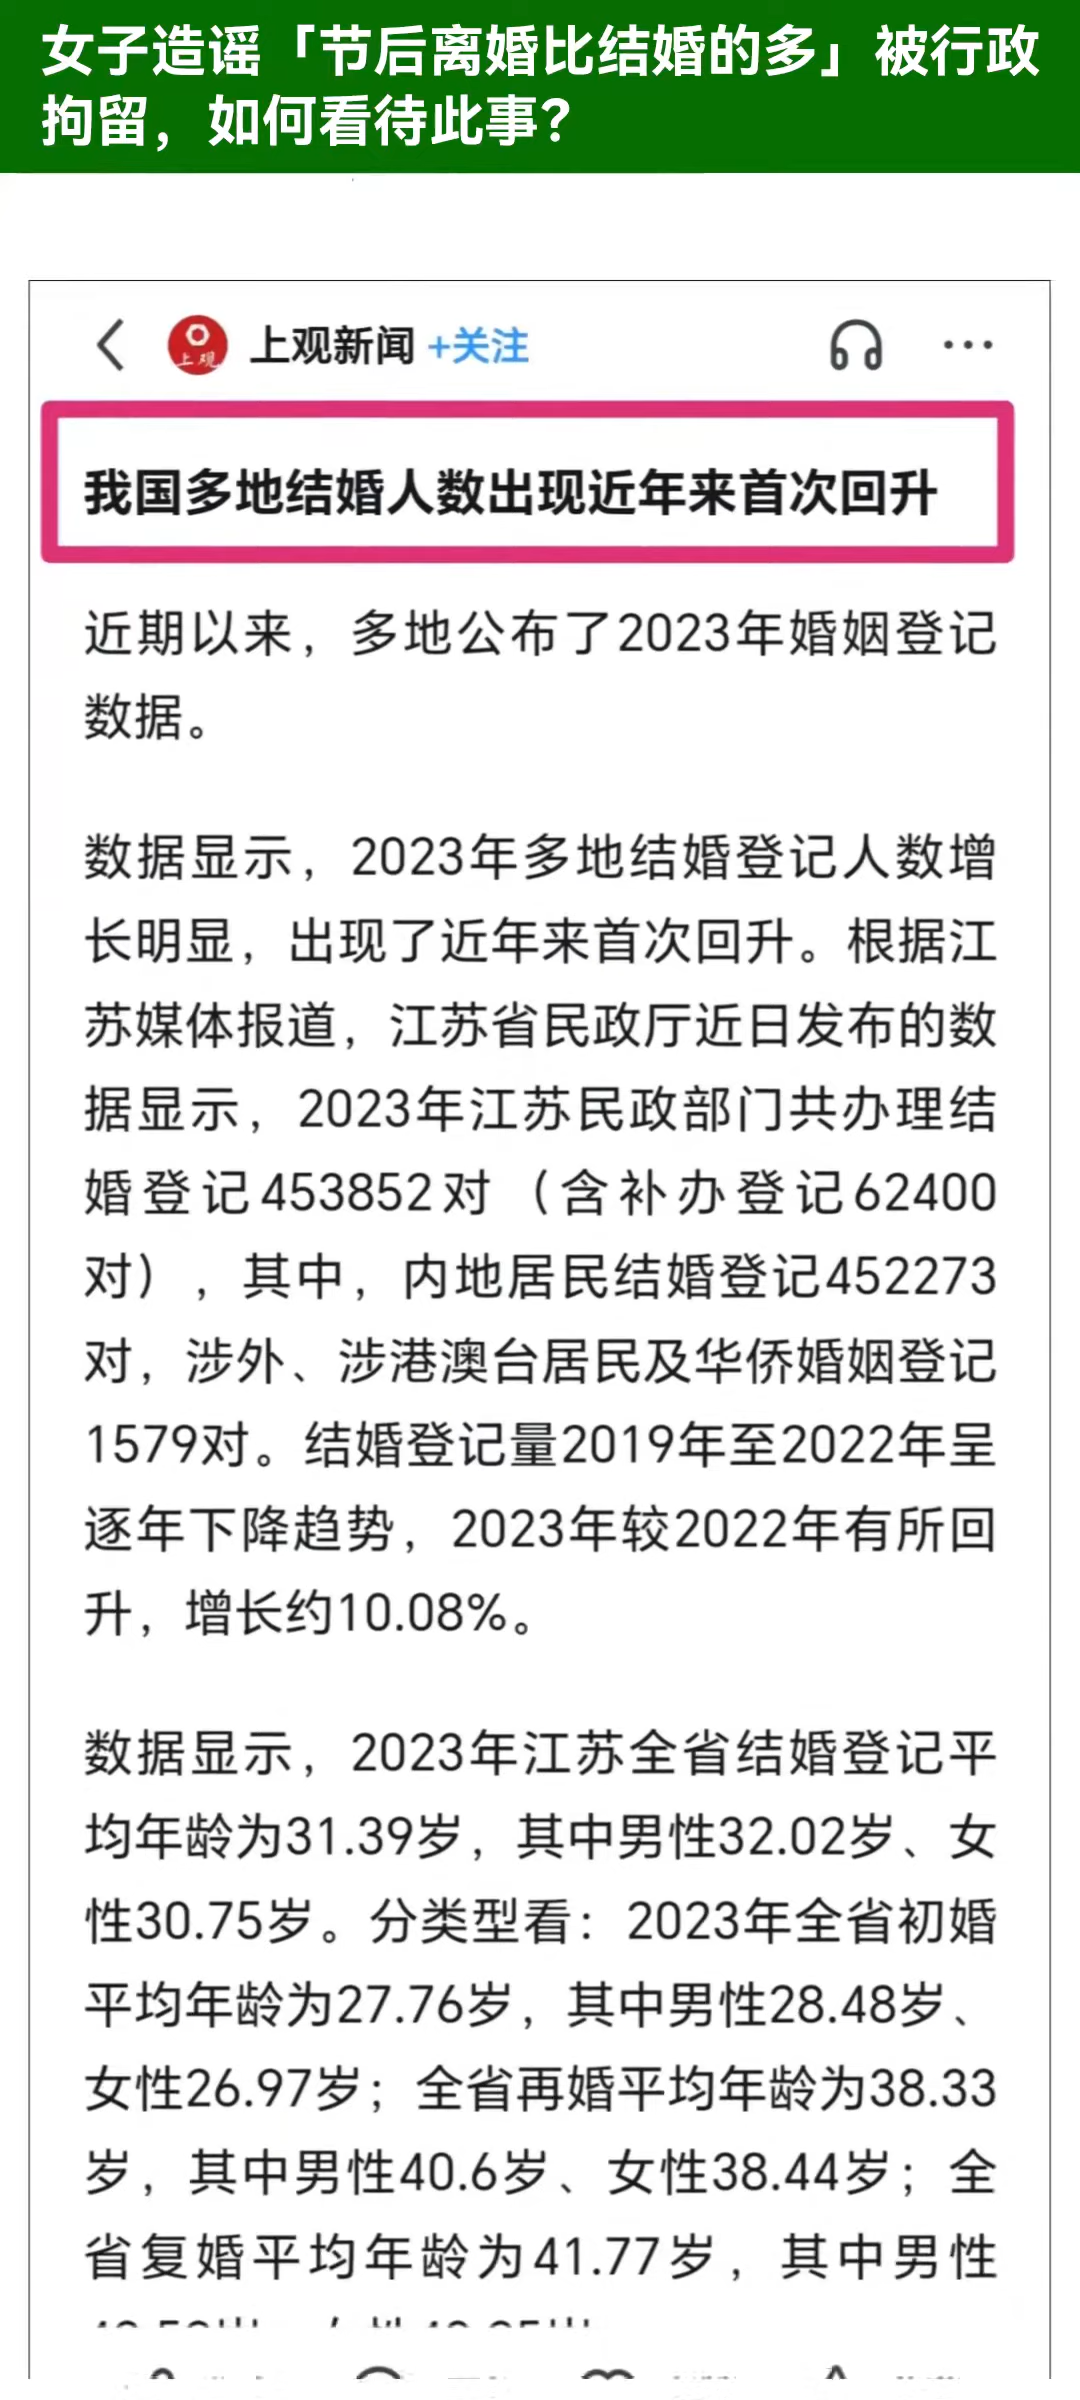 女子造谣「节后离婚比结婚的多」被行政
拘留，如何看待此事？
上观新闻 +关注
上观
我国多地结婚人数出现近年来首次回升
近期以来，多地公布了2023年婚姻登记
数据。
数据显示，2023年多地结婚登记人数增
长明显，出现了近年来首次回升。根据江
苏媒体报道，江苏省民政厅近日发布的数
据显示，2023年江苏民政部门共办理结
婚登记453852对（含补办登记62400
对），其中，内地居民结婚登记452273
对，涉外、涉港澳台居民及华侨婚姻登记
1579对。结婚登记量2019年至2022年呈
逐年下降趋势，2023年较2022年有所回
升，增长约10.08%。
数据显示，2023年江苏全省结婚登记平
均年龄为31.39岁，其中男性32.02岁、女
性30.75岁。分类型看：2023年全省初婚
平均年龄为27.76岁，其中男性28.48岁、
女性26.97岁；全省再婚平均年龄为38.33
岁，其中男性40.6岁、女性38.44岁；全
省复婚平均年龄为41.77岁，其中男性